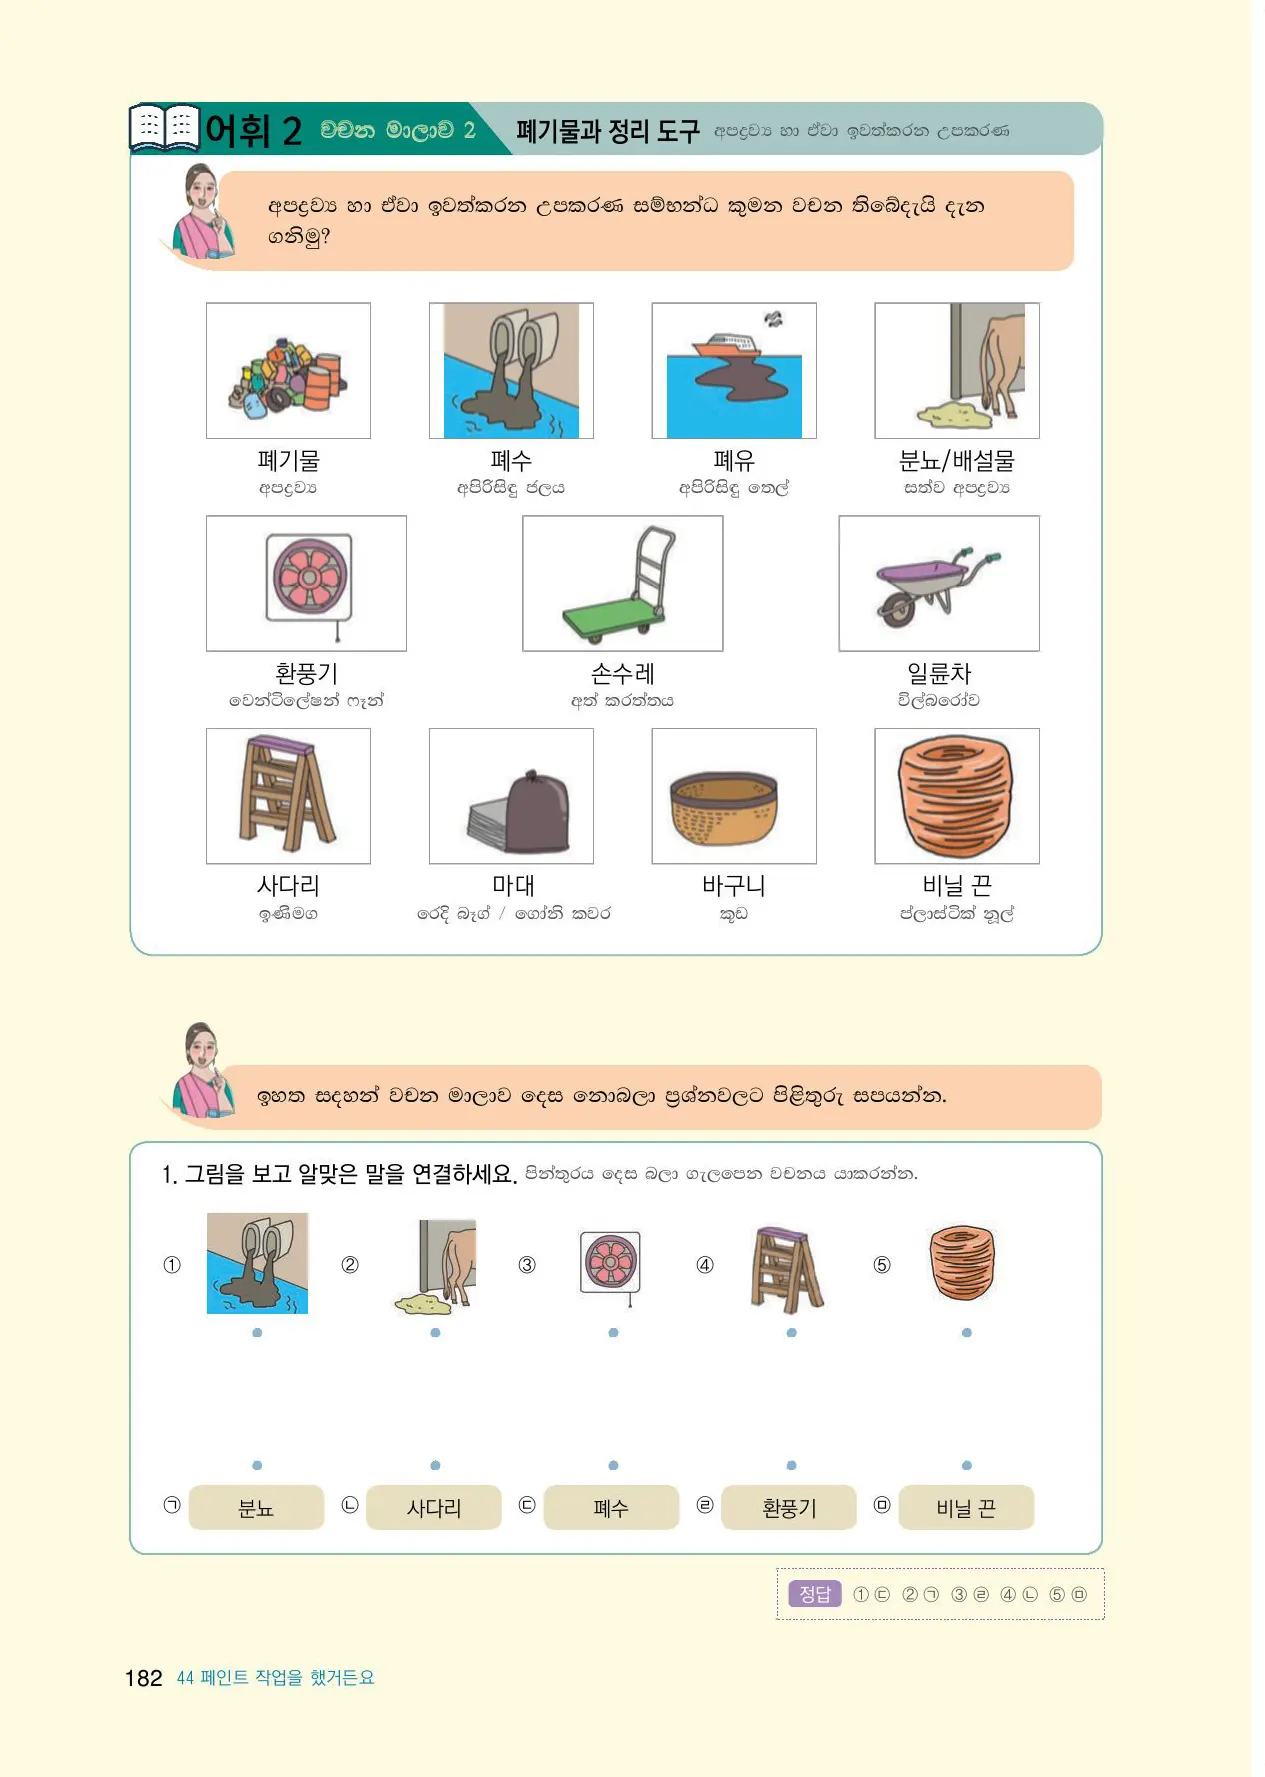 어휘 2 වචන මාලාව 2 폐기물과 정리 도구 අපද්‍රව්‍ය හා ඒවා ඉවත්කරන උපකරණ
අපද්‍රව්‍ය හා ඒවා ඉවත්කරන උපකරණ සම්භන්ධ කුමන වචන තිබේදැයි දැන
ගනිමු?
폐기물 폐수 폐유 분뇨/배설물
අපද්‍රව්‍ය අපිරිසිඳු ජලය අපිරිසිඳු තෙල් සත්ව අපද්‍රව්‍ය
환풍기 손수레 일륜차
වෙන්ටිලේෂන් ෆෑන් අත් කරත්තය විල්බරෝව
사다리 마대 바구니 비닐 끈
ඉණිමග රෙදි බෑග් / ගෝනි කවර කූඩ ප්ලාස්ටික් නූල්
ඉහත සදහන් වචන මාලාව දෙස නොබලා ප්‍රශ්නවලට පිළිතුරු සපයන්න.
1. 그림을 보고 알맞은 말을 연결하세요. පින්තූරය දෙස බලා ගැලපෙන වචනය යාකරන්න.
① ② ③ ④ ⑤
㉠ 분뇨 ㉡ 사다리 ㉢ 폐수 ㉣ 환풍기 ㉤ 비닐 끈
정답 ① ㉢ ② ㉠ ③ ㉣ ④ ㉡ ⑤ ㉤
182 44 페인트 작업을 했거든요